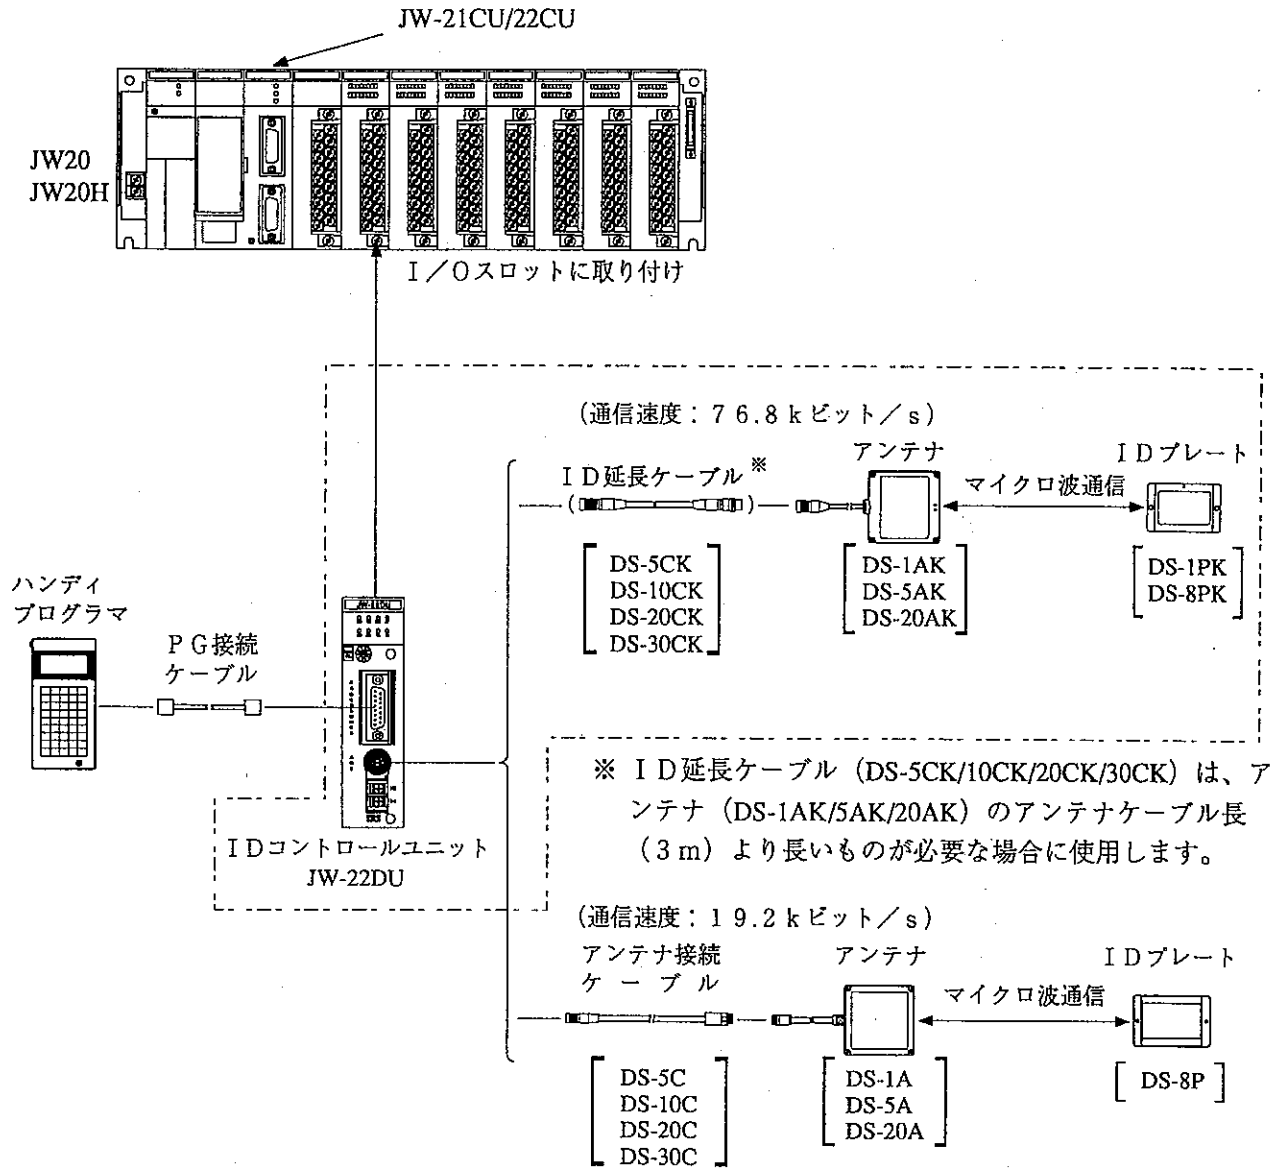 JW-21CU/22CU
JW20
JW20H
I／Oスロットに取り付け
(通信速度：76.8kビット／s)
ID延長ケーブル※
アンテナ
IDプレート
マイクロ波通信
DS-5CK
DS-10CK
DS-20CK
DS-30CK
DS-1AK
DS-5AK
DS-20AK
DS-1PK
DS-8PK
ハンディ
プログラマ
PG接続
ケーブル
IDコントロールユニット
JW-22DU
※ ID延長ケーブル（DS-5CK/10CK/20CK/30CK）は、ア
ンテナ（DS-1AK/5AK/20AK）のアンテナケーブル長
（3m）より長いものが必要な場合に使用します。
(通信速度：19.2kビット／s)
アンテナ接続
ケーブル
アンテナ
IDプレート
マイクロ波通信
DS-5C
DS-10C
DS-20C
DS-30C
DS-1A
DS-5A
DS-20A
DS-8P